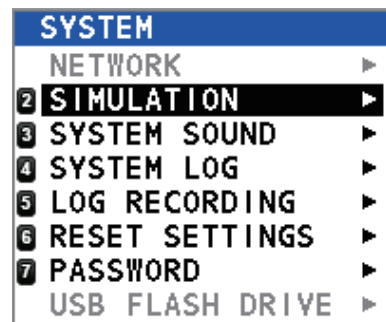 SYSTEM
NETWORK
2 SIMULATION
3 SYSTEM SOUND
4 SYSTEM LOG
5 LOG RECORDING
6 RESET SETTINGS
7 PASSWORD
USB FLASH DRIVE